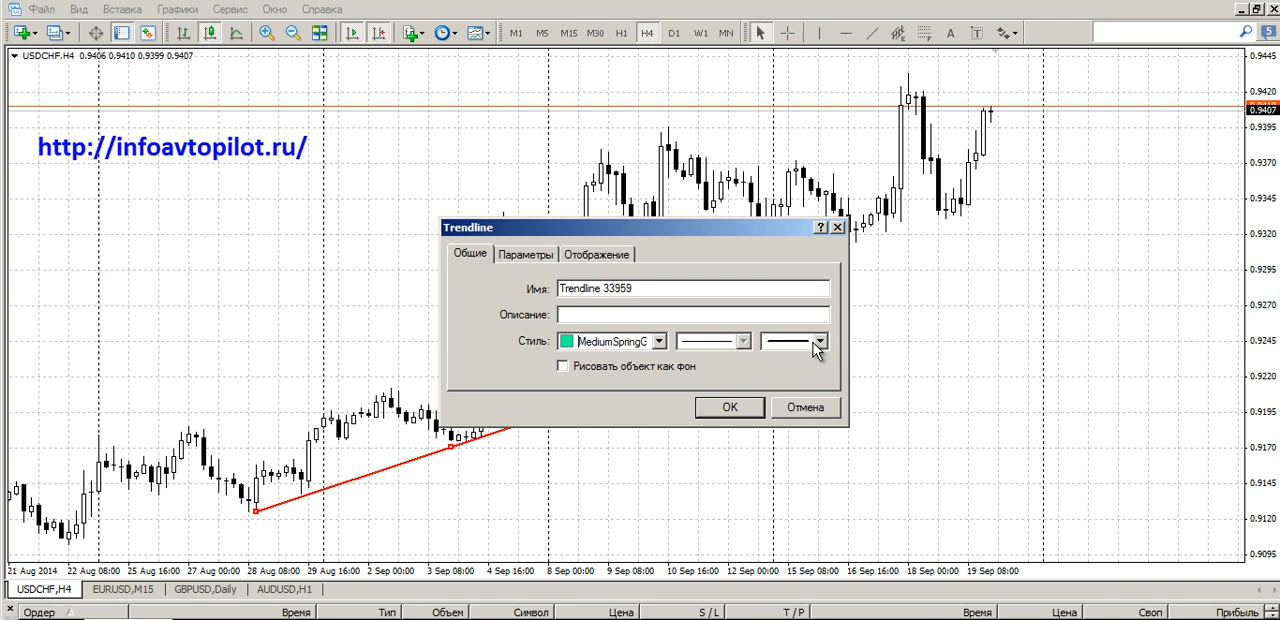 Файл Вид Вставка Графики Сервис Окно Справка
M1 M5 M30 H1 H4 D1 W1 MN
5
USDCHF,H4 0.9406 0.9410 0.9399 0.9407
http://infoavtopilot.ru/
0.9445
0.9420
0.9407
0.9395
0.9370
0.9345
0.9320
0.9295
0.9270
0.9245
0.9220
0.9195
0.9170
0.9145
0.9120
0.9095
Trendline
Общие Параметры Отображение
Имя: Trendline 33959
Описание:
Стиль: MediumSpringG
Рисовать объект как фон
OK Отмена
21 Aug 2014 22 Aug 08:00 25 Aug 16:00 27 Aug 00:00 28 Aug 08:00 29 Aug 16:00 2 Sep 00:00 3 Sep 08:00 4 Sep 16:00 8 Sep 00:00 9 Sep 08:00 10 Sep 16:00 12 Sep 00:00 15 Sep 08:00 16 Sep 16:00 18 Sep 00:00 19 Sep 08:00
USDCHF,H4 EURUSD,M15 GBPUSD,Daily AUDUSD,H1
Ордер Время Тип Объем Символ Цена S / L T / P Время Цена Своп Прибыль